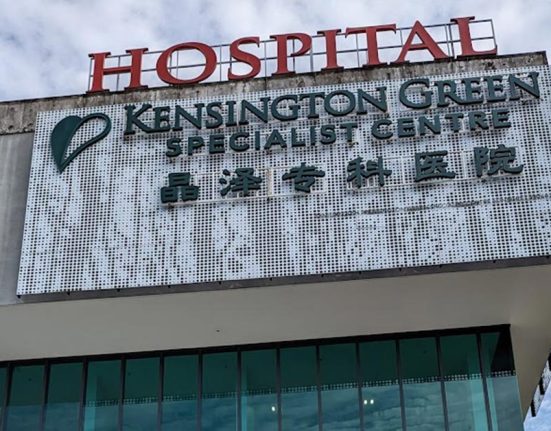 HOSPITAL
KENSINGTON GREEN
SPECIALIST CENTRE
晶泽专科医院